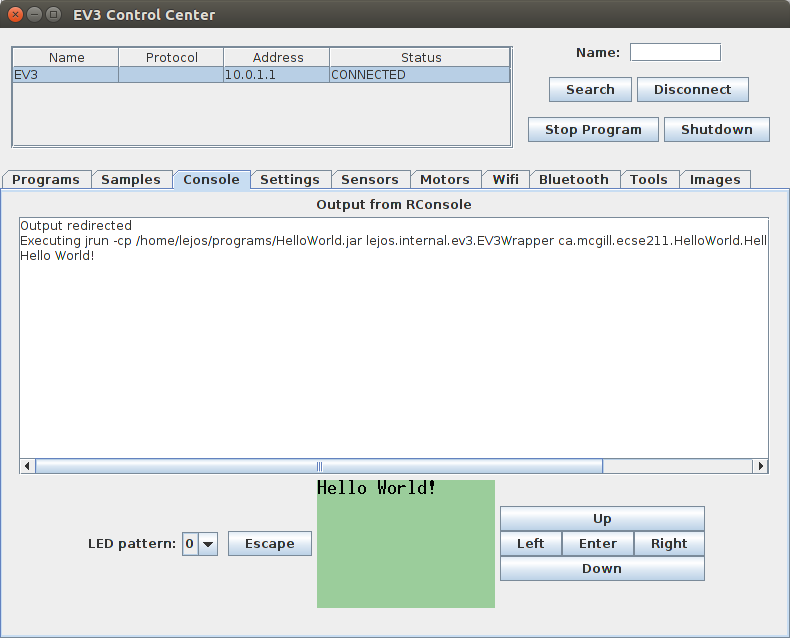 EV3 Control Center
Name Protocol Address Status
EV3 10.0.1.1 CONNECTED
Name:
Search Disconnect
Stop Program Shutdown
Programs Samples Console Settings Sensors Motors Wifi Bluetooth Tools Images
Output from RConsole
Output redirected
Executing jrun -cp /home/lejos/programs/HelloWorld.jar lejos.internal.ev3.EV3Wrapper ca.mcgill.ecse211.HelloWorld.Hell
Hello World!
Hello World!
LED pattern: 0 Escape
Up
Left Enter Right
Down